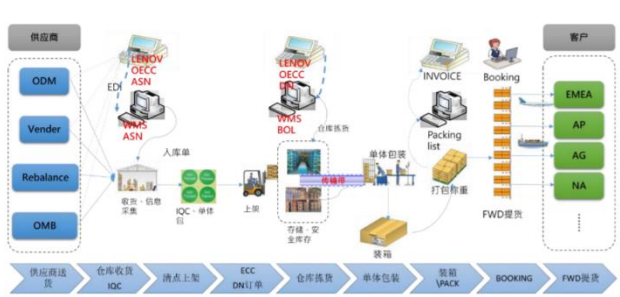 供应商
客户
ODM
Vender
Rebalance
OMB
LENOV
OECC
ASN
EDI
WMS
ASN
入库单
收货·信息
采集
IQC·单体
包
上架
LENOV
OECC
DN
WMS
BOL
仓库拣货
传输带
存储·安
全库存
单体包装
装箱
INVOICE
Packing
list
打包称重
Booking
FWD提货
EMEA
AP
AG
NA
供应商送
货
仓库收货
IQC
清点上架
ECC
DN订单
仓库拣货
单体包装
装箱
\PACK
BOOKING
FWD提货